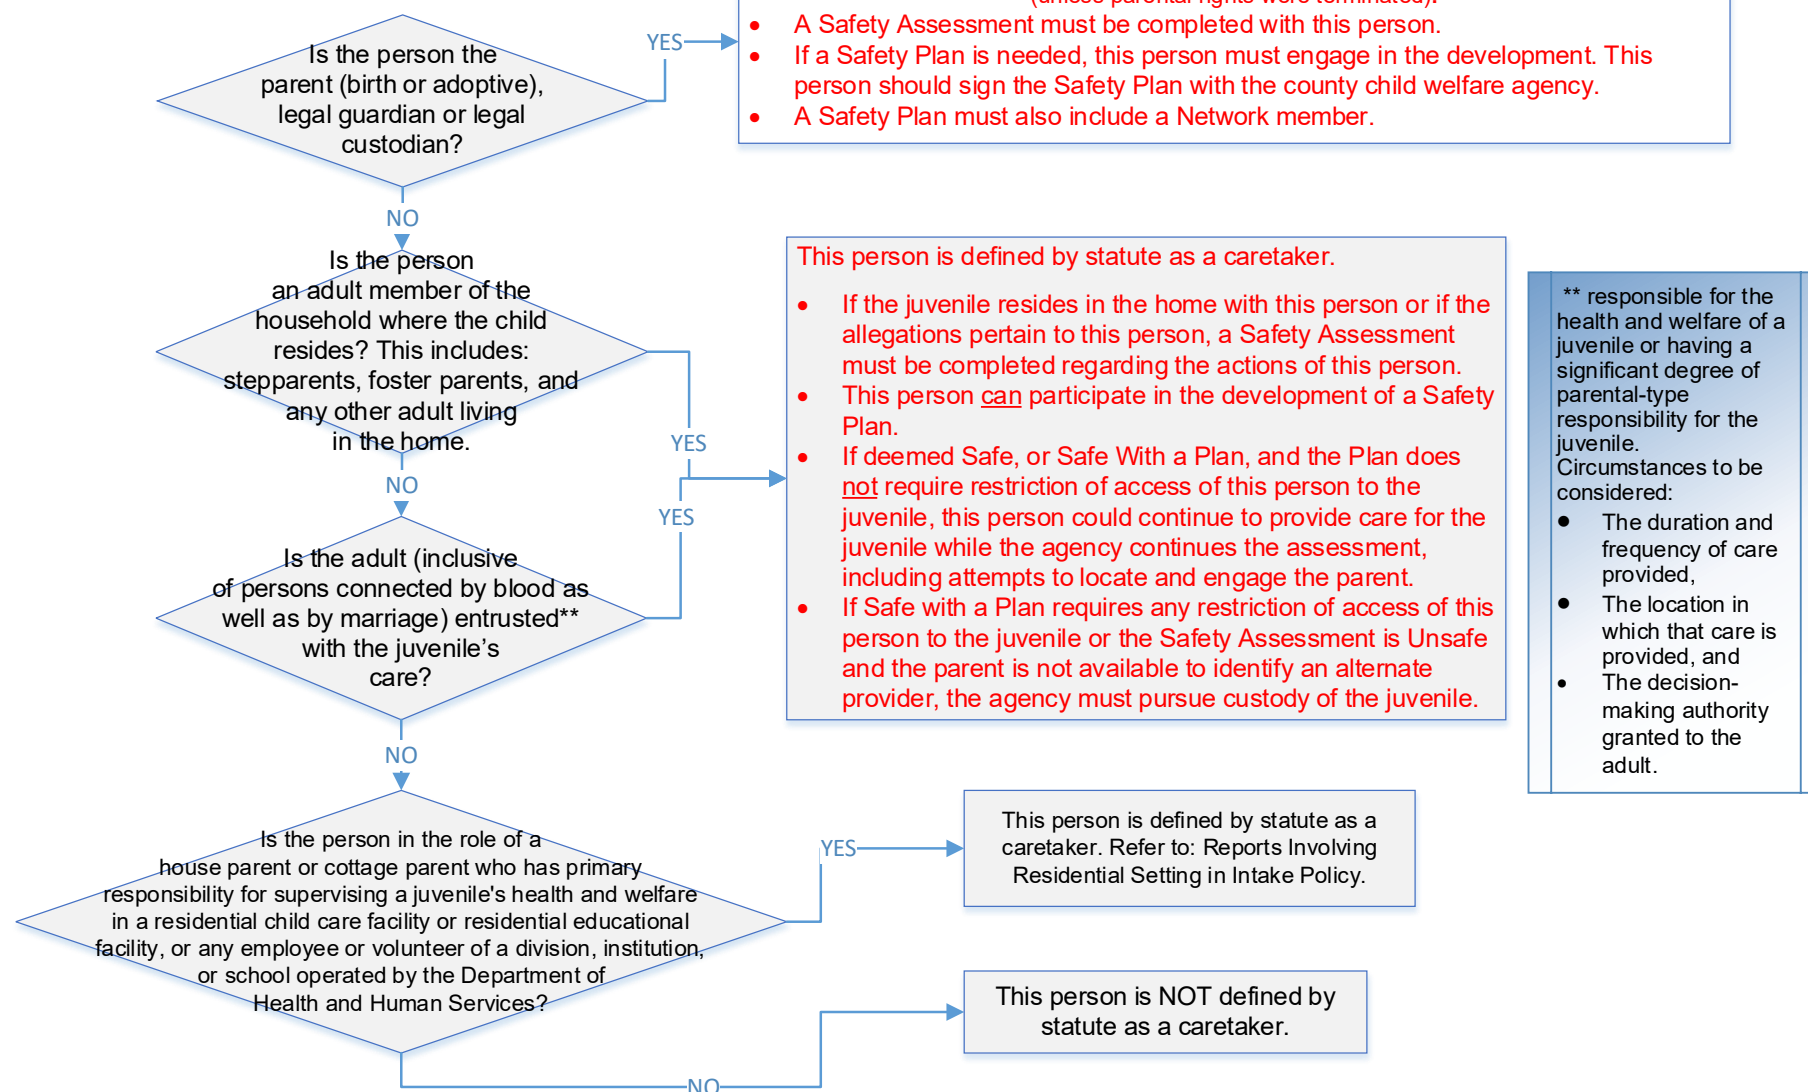 (unless parental rights were terminated).
• A Safety Assessment must be completed with this person.
• If a Safety Plan is needed, this person must engage in the development. This
person should sign the Safety Plan with the county child welfare agency.
• A Safety Plan must also include a Network member.
Is the person the
parent (birth or adoptive),
legal guardian or legal
custodian?
YES
NO
Is the person
an adult member of the
household where the child
resides? This includes:
stepparents, foster parents, and
any other adult living
in the home.
YES
NO
Is the adult (inclusive
of persons connected by blood as
well as by marriage) entrusted**
with the juvenile's
care?
YES
NO
This person is defined by statute as a caretaker.
• If the juvenile resides in the home with this person or if the
allegations pertain to this person, a Safety Assessment
must be completed regarding the actions of this person.
• This person can participate in the development of a Safety
Plan.
• If deemed Safe, or Safe With a Plan, and the Plan does
not require restriction of access of this person to the
juvenile, this person could continue to provide care for the
juvenile while the agency continues the assessment,
including attempts to locate and engage the parent.
• If Safe with a Plan requires any restriction of access of this
person to the juvenile or the Safety Assessment is Unsafe
and the parent is not available to identify an alternate
provider, the agency must pursue custody of the juvenile.
** responsible for the
health and welfare of a
juvenile or having a
significant degree of
parental-type
responsibility for the
juvenile.
Circumstances to be
considered:
• The duration and
frequency of care
provided,
• The location in
which that care is
provided, and
• The decision-
making authority
granted to the
adult.
Is the person in the role of a
house parent or cottage parent who has primary
responsibility for supervising a juvenile's health and welfare
in a residential child care facility or residential educational
facility, or any employee or volunteer of a division, institution,
or school operated by the Department of
Health and Human Services?
YES
This person is defined by statute as a
caretaker. Refer to: Reports Involving
Residential Setting in Intake Policy.
NO
This person is NOT defined by
statute as a caretaker.